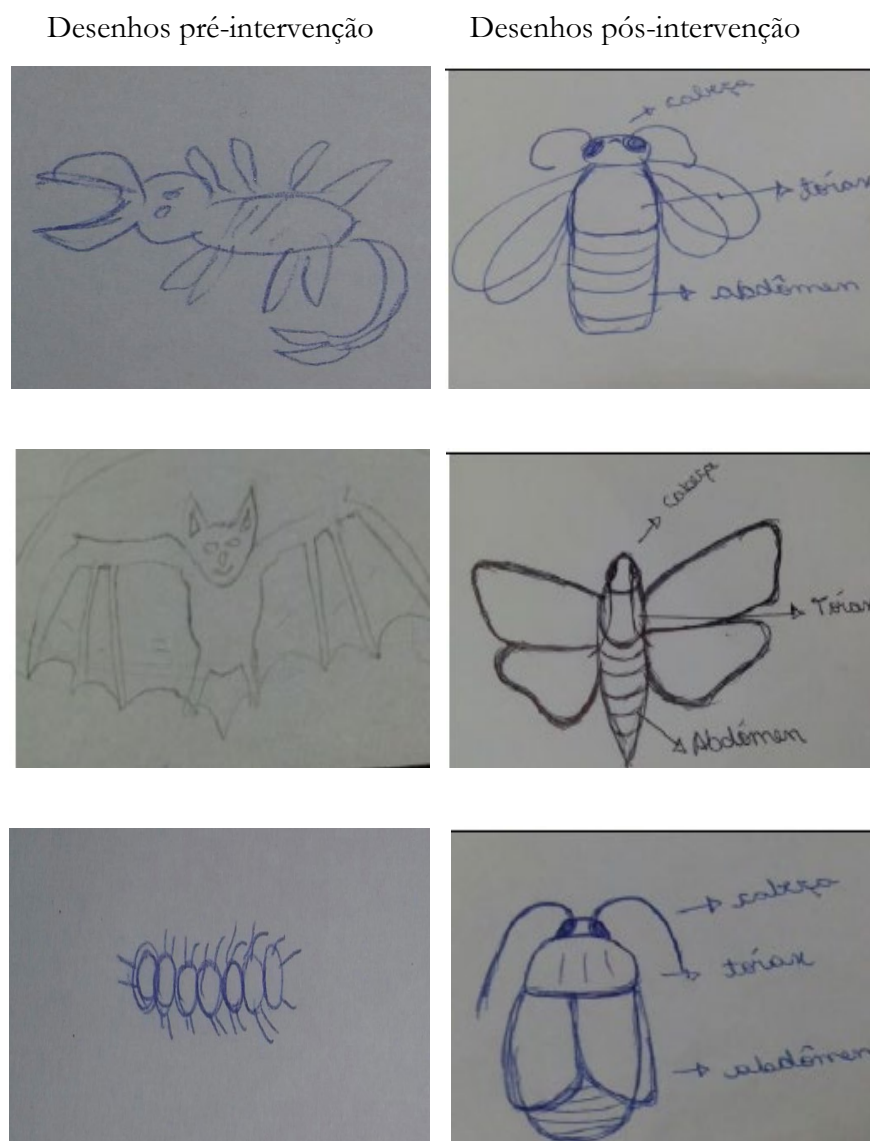 Desenhos pré-intervenção
Desenhos pós-intervenção
cabeça
tórax
abdômen
Cabeça
Tórax
Abdômen
cabeça
tórax
abdômen